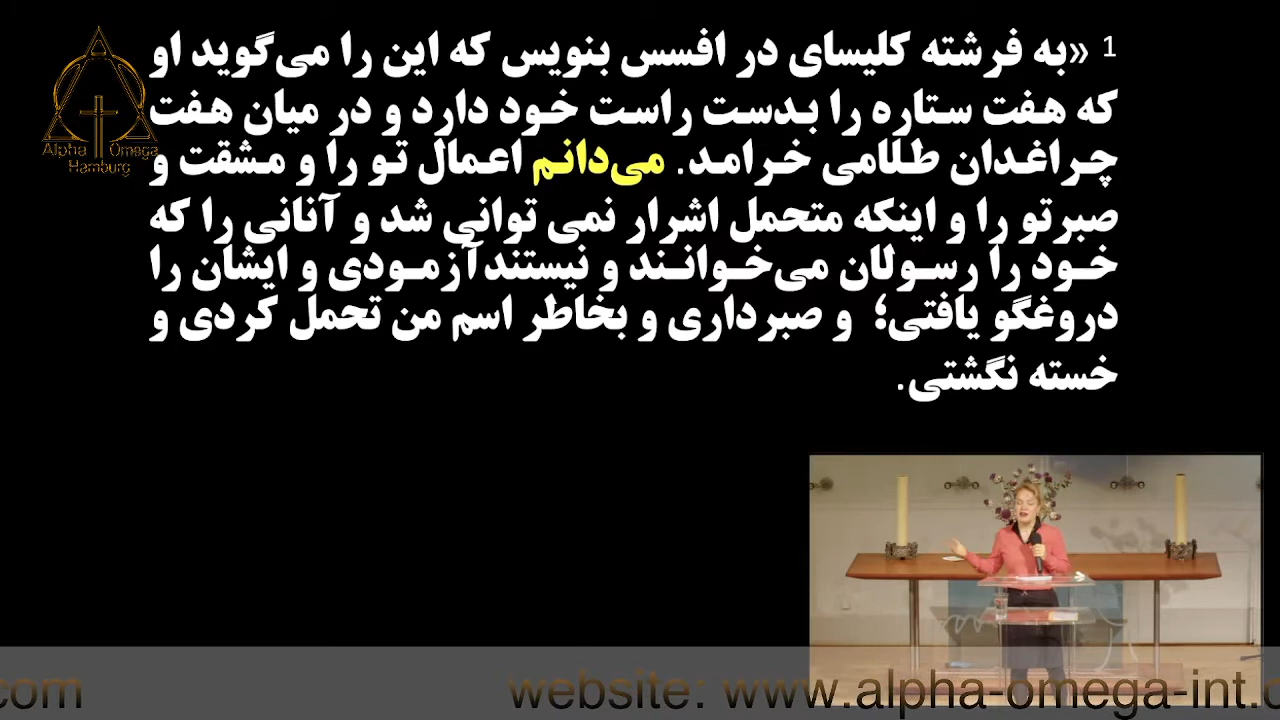 1 «به فرشته کلیسای در افسس بنویس که این را می‌گوید او
که هفت ستاره را بدست راست خود دارد و در میان هفت
چراغدان طلامی خرامد. می‌دانم اعمال تو را و مشقت و
صبرتو را و اینکه متحمل اشرار نمی توانی شد و آنانی را که
خود را رسولان می‌خوانند و نیستندآزمودی و ایشان را
دروغگو یافتی؛ و صبرداری و بخاطر اسم من تحمل کردی و
خسته نگشتی.
Alpha Omega
Hamburg
.com website: www.alpha-omega-int.c